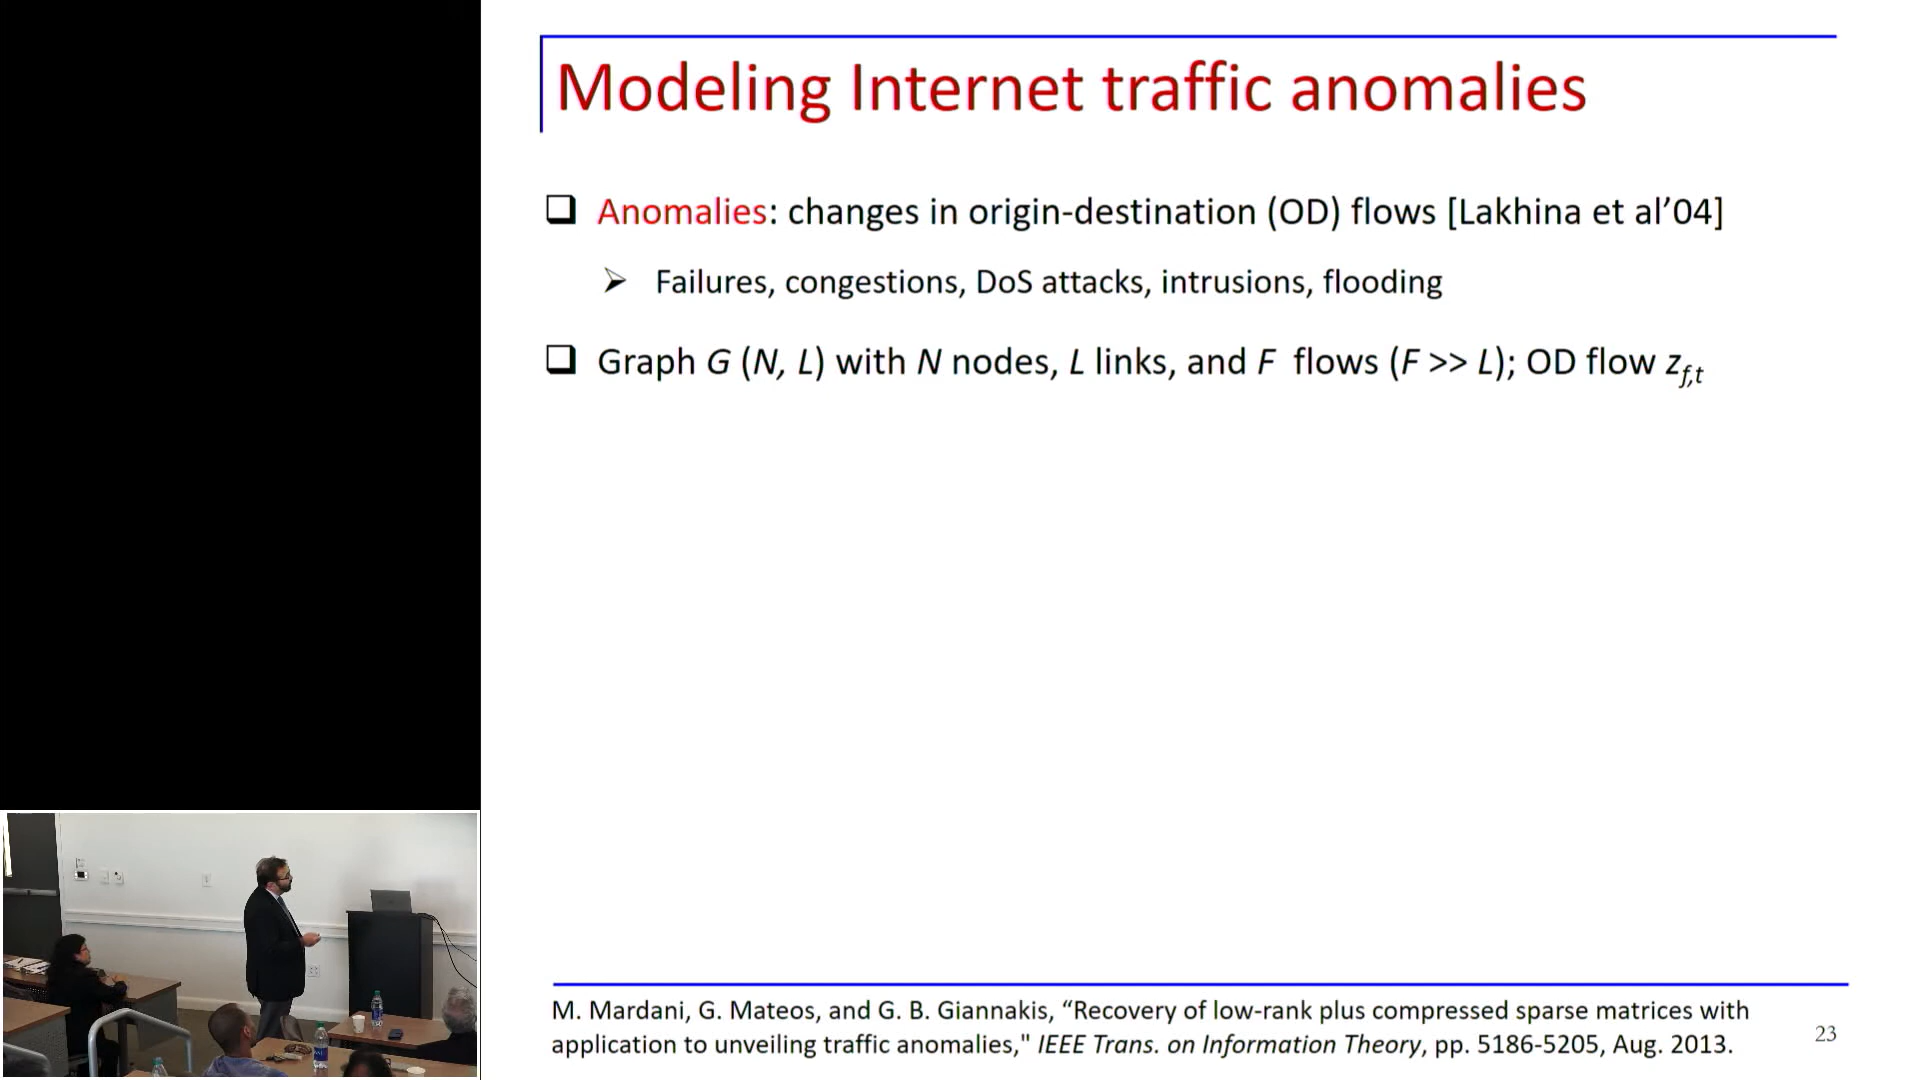 Modeling Internet traffic anomalies
Anomalies: changes in origin-destination (OD) flows [Lakhina et al’04]
Failures, congestions, DoS attacks, intrusions, flooding
Graph G (N, L) with N nodes, L links, and F flows (F >> L); OD flow z_{f,t}
M. Mardani, G. Mateos, and G. B. Giannakis, “Recovery of low-rank plus compressed sparse matrices with
application to unveiling traffic anomalies," IEEE Trans. on Information Theory, pp. 5186-5205, Aug. 2013.
23